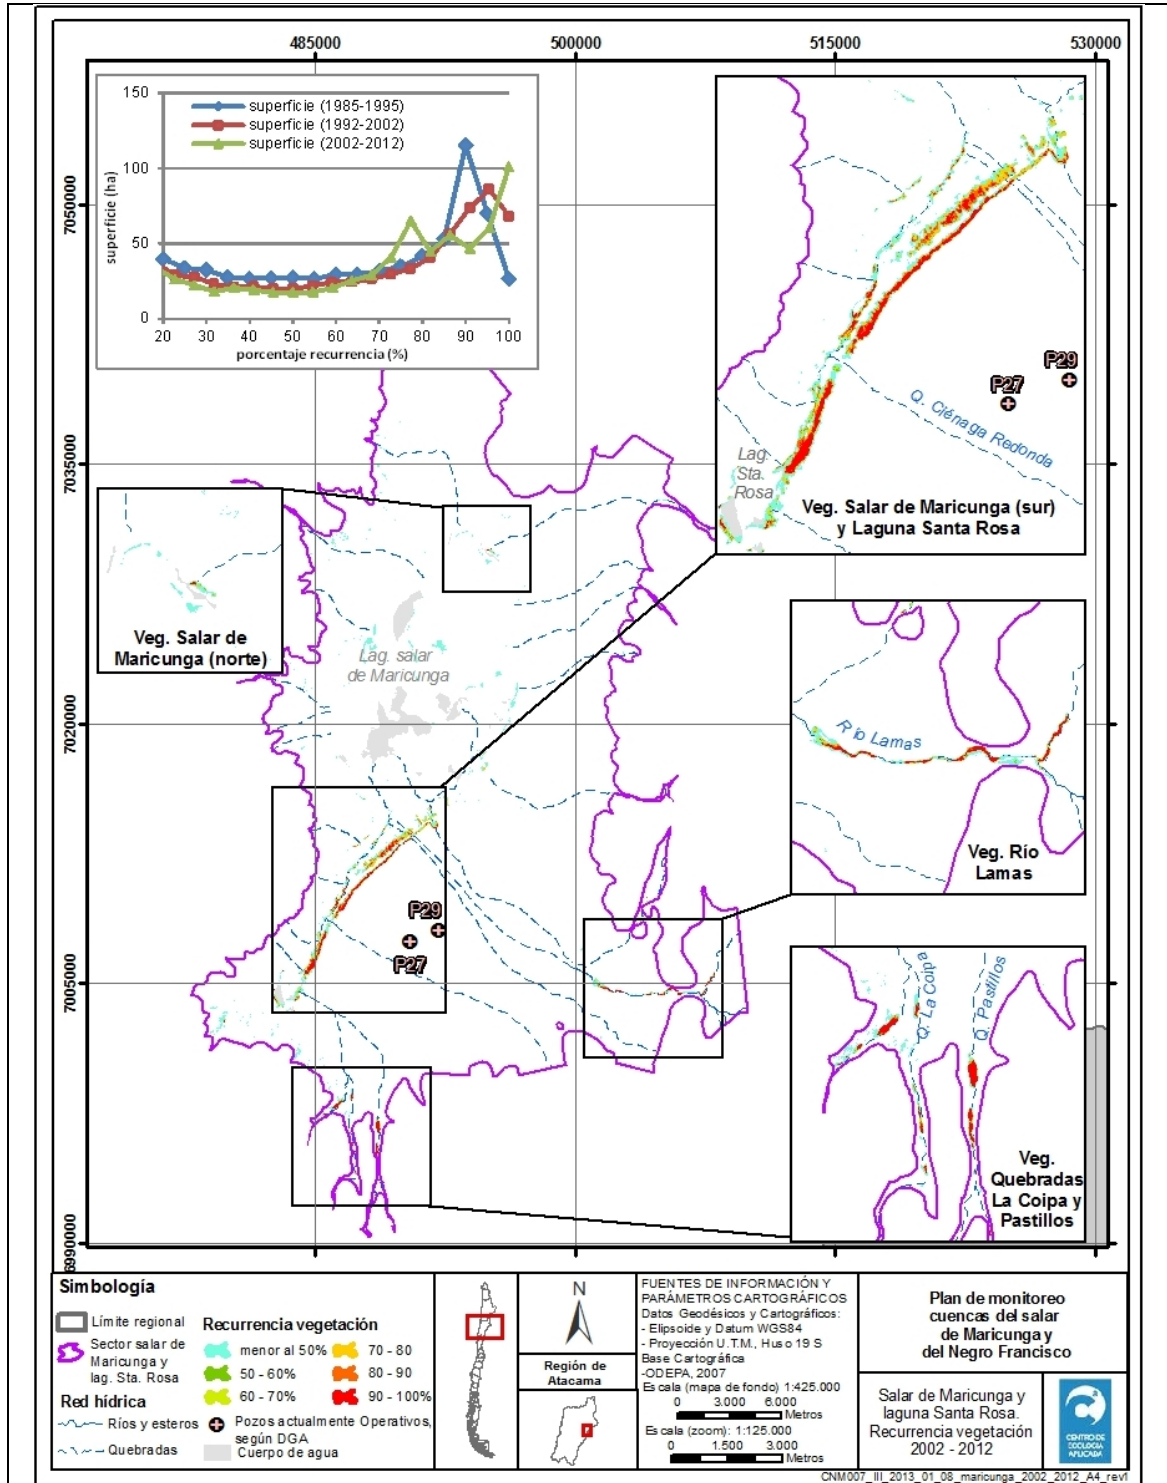 485000
500000
515000
530000
7050000
7035000
7020000
7005000
6990000
150
100
50
0
superficie (ha)
superficie (1985-1995)
superficie (1992-2002)
superficie (2002-2012)
20 30 40 50 60 70 80 90 100
porcentaje recurrencia (%)
P29
P27
Q. Ciénaga Redonda
Lag.
Sta.
Rosa
Veg. Salar de Maricunga (sur)
y Laguna Santa Rosa
Veg. Salar de
Maricunga (norte)
Lag. salar
de Maricunga
Río Lamas
Veg. Río
Lamas
P29
P27
Q. La Coipa
Q. Pastillos
Veg.
Quebradas
La Coipa y
Pastillos
Simbología
Límite regional
Sector salar de
Maricunga y
lag. Sta. Rosa
Red hídrica
Ríos y esteros
Quebradas
Recurrencia vegetación
menor al 50%
50 - 60%
60 - 70%
70 - 80
80 - 90
90 - 100%
Pozos actualmente Operativos,
según DGA
Cuerpo de agua
N
Región de
Atacama
FUENTES DE INFORMACIÓN Y
PARÁMETROS CARTOGRÁFICOS
Datos Geodésicos y Cartográficos:
- Elipsoide y Datum WGS84
- Proyección U.T.M., Huso 19 S
Base Cartográfica
-ODEPA, 2007
Escala (mapa de fondo) 1:425.000
0 3.000 6.000
Metros
Escala (zoom): 1:125.000
0 1.500 3.000
Metros
Plan de monitoreo
cuencas del salar
de Maricunga y
del Negro Francisco
Salar de Maricunga y
laguna Santa Rosa.
Recurrencia vegetación
2002 - 2012
CENTRO DE
ECOLOGÍA
APLICADA
CNM007_III_2013_01_08_maricunga_2002_2012_A4_rev1